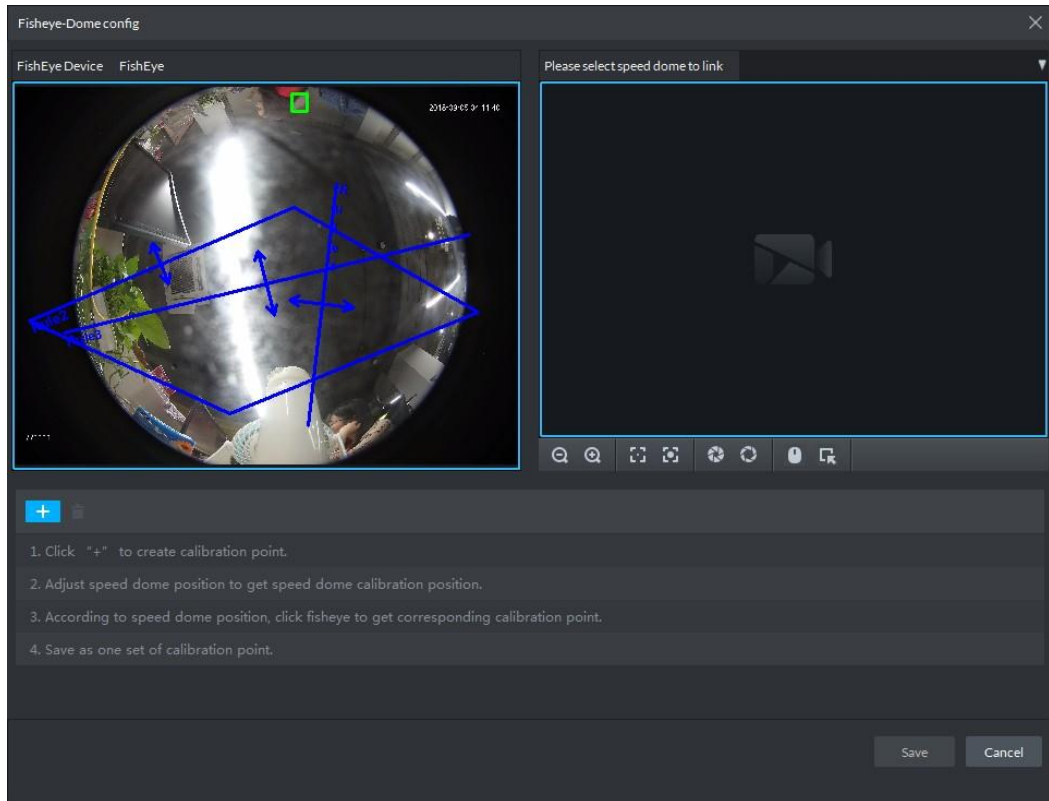 Fisheye-Dome config
FishEye Device FishEye
Please select speed dome to link
1. Click "+" to create calibration point.
2. Adjust speed dome position to get speed dome calibration position.
3. According to speed dome position, click fisheye to get corresponding calibration point.
4. Save as one set of calibration point.
Save Cancel